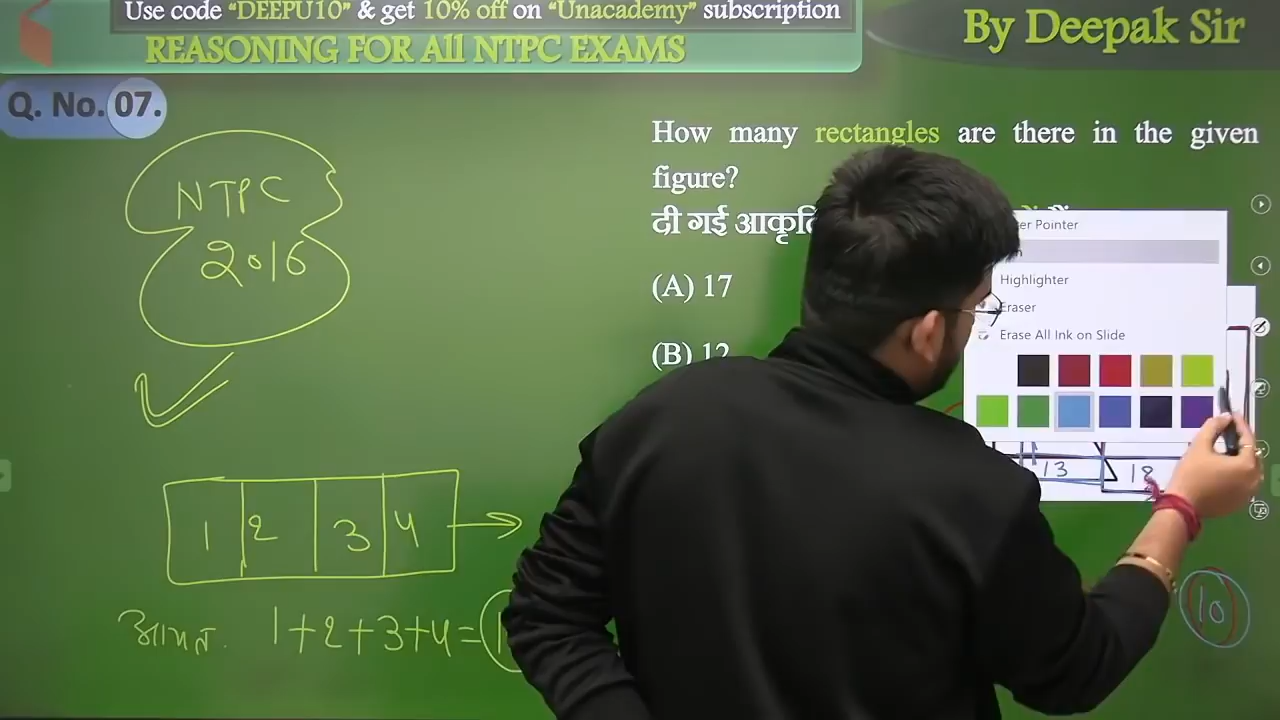 Use code “DEEPU10” & get 10% off on “Unacademy” subscription
REASONING FOR All NTPC EXAMS
By Deepak Sir
Q. No. 07.
NTPC
2016
How many rectangles are there in the given
figure?
दी गई
(A) 17
(B) 12
Pointer
Highlighter
Eraser
Erase All Ink on Slide
13 18
1 2 3 4
1+2+3+4=
10